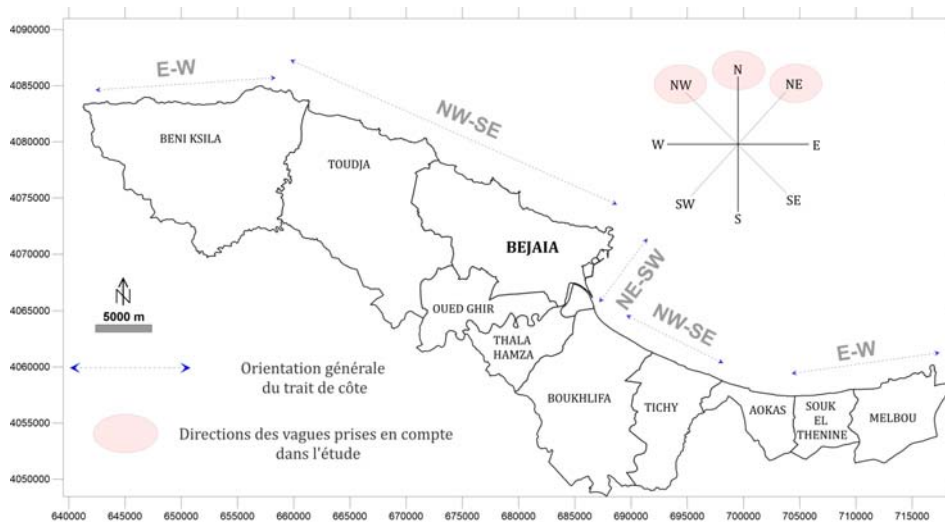 4090000
4085000
4080000
4075000
4070000
4065000
4060000
4055000
4050000
E-W
NW-SE
NE-SW
NW-SE
E-W
N
NW
NE
W
E
SW
SE
S
BENI KSILA
TOUDJA
BEJAIA
OUED GHIR
THALA
HAMZA
BOUKHLIFA
TICHY
AOKAS
SOUK
EL
THENINE
MELBOU
N
5000 m
Orientation générale
du trait de côte
Directions des vagues prises en compte
dans l'étude
640000 645000 650000 655000 660000 665000 670000 675000 680000 685000 690000 695000 700000 705000 710000 715000